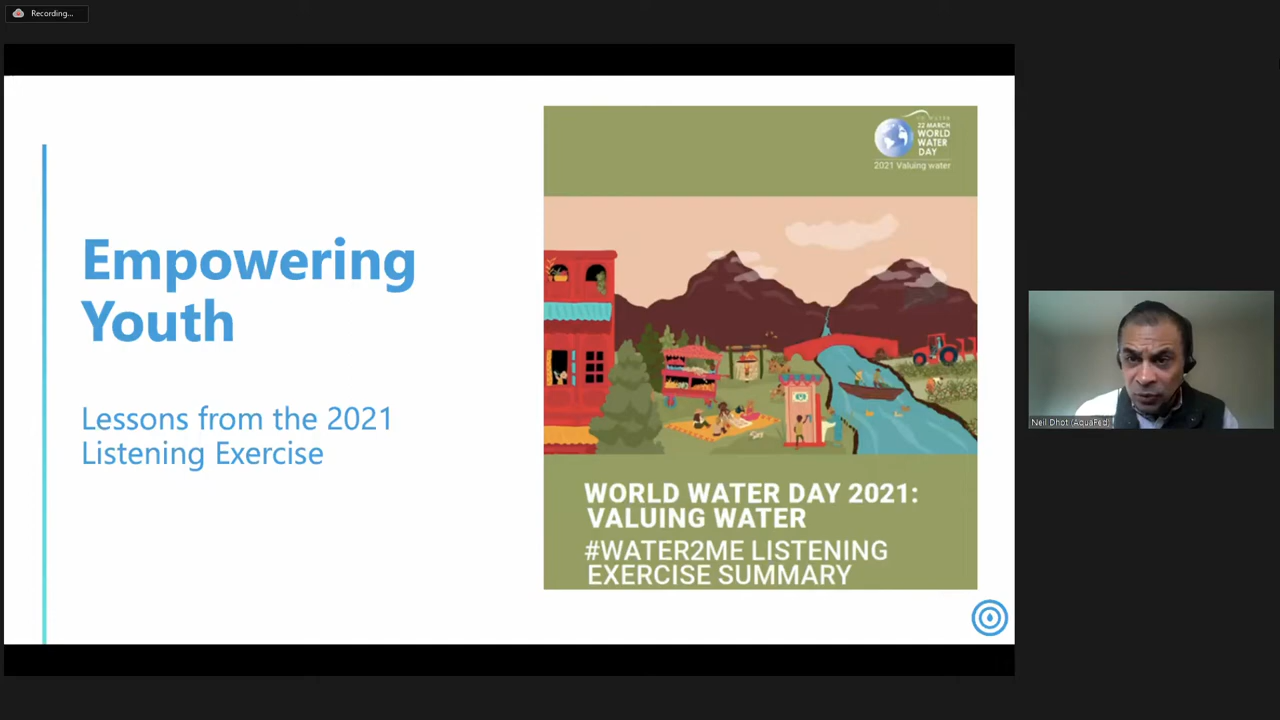 Recording...
Empowering
Youth
Lessons from the 2021
Listening Exercise
22 MARCH
WORLD
WATER
DAY
2021 Valuing water
WORLD WATER DAY 2021:
VALUING WATER
#WATER2ME LISTENING
EXERCISE SUMMARY
Neil Dhot (AquaFed)